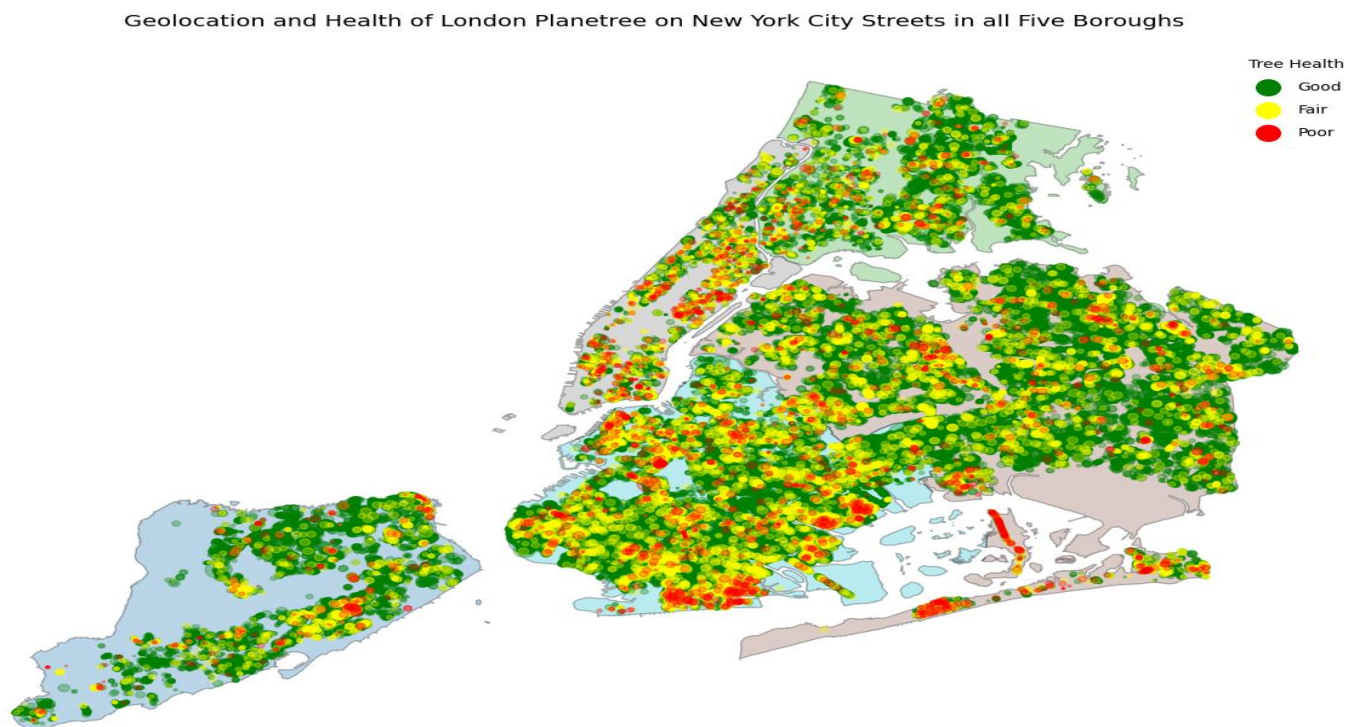 Geolocation and Health of London Planetree on New York City Streets in all Five Boroughs
Tree Health
Good
Fair
Poor